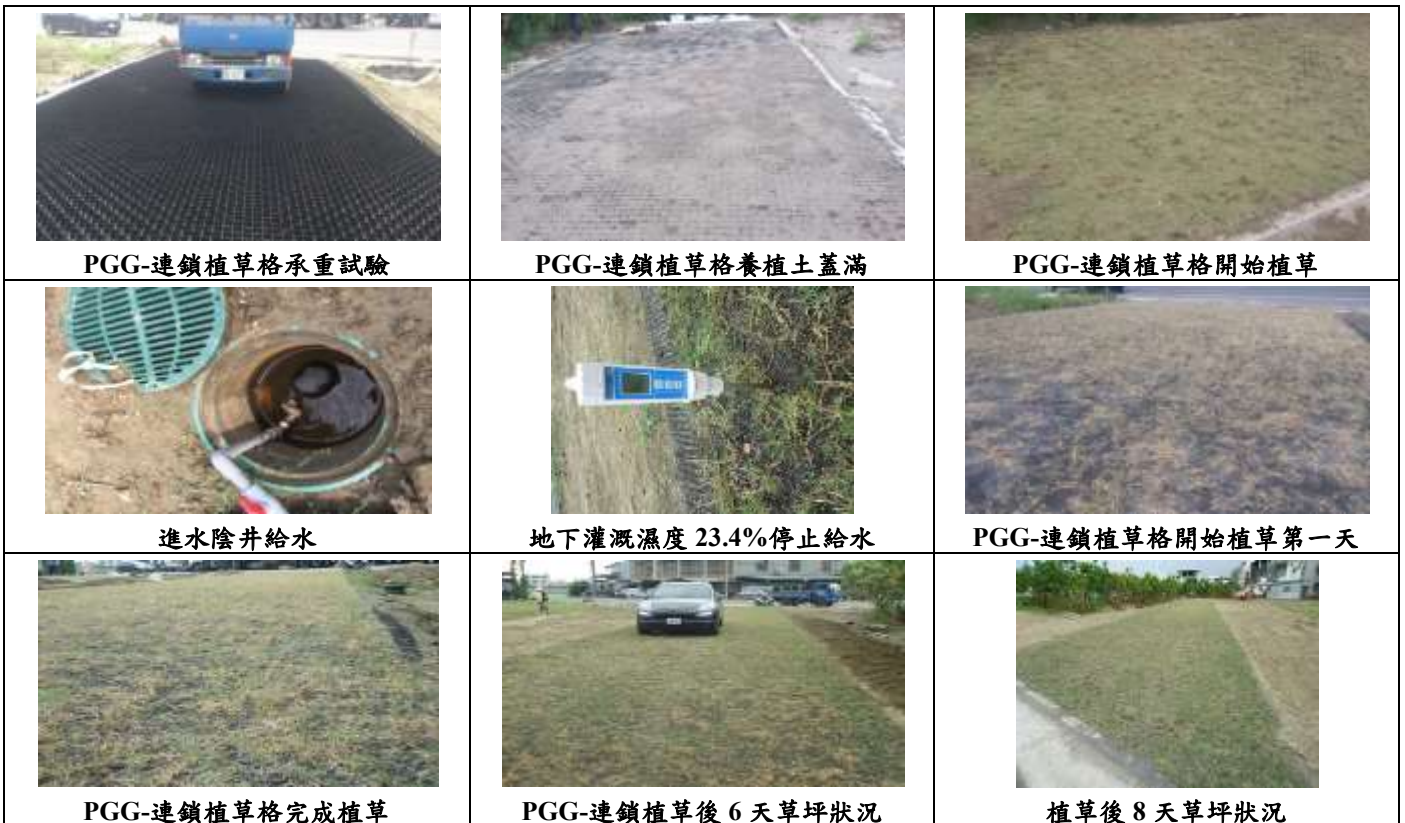 PGG-連鎖植草格承重試驗
PGG-連鎖植草格養植土蓋滿
PGG-連鎖植草格開始植草
進水陰井給水
地下灌溉濕度 23.4%停止給水
PGG-連鎖植草格開始植草第一天
PGG-連鎖植草格完成植草
PGG-連鎖植草後 6 天草坪狀況
植草後 8 天草坪狀況